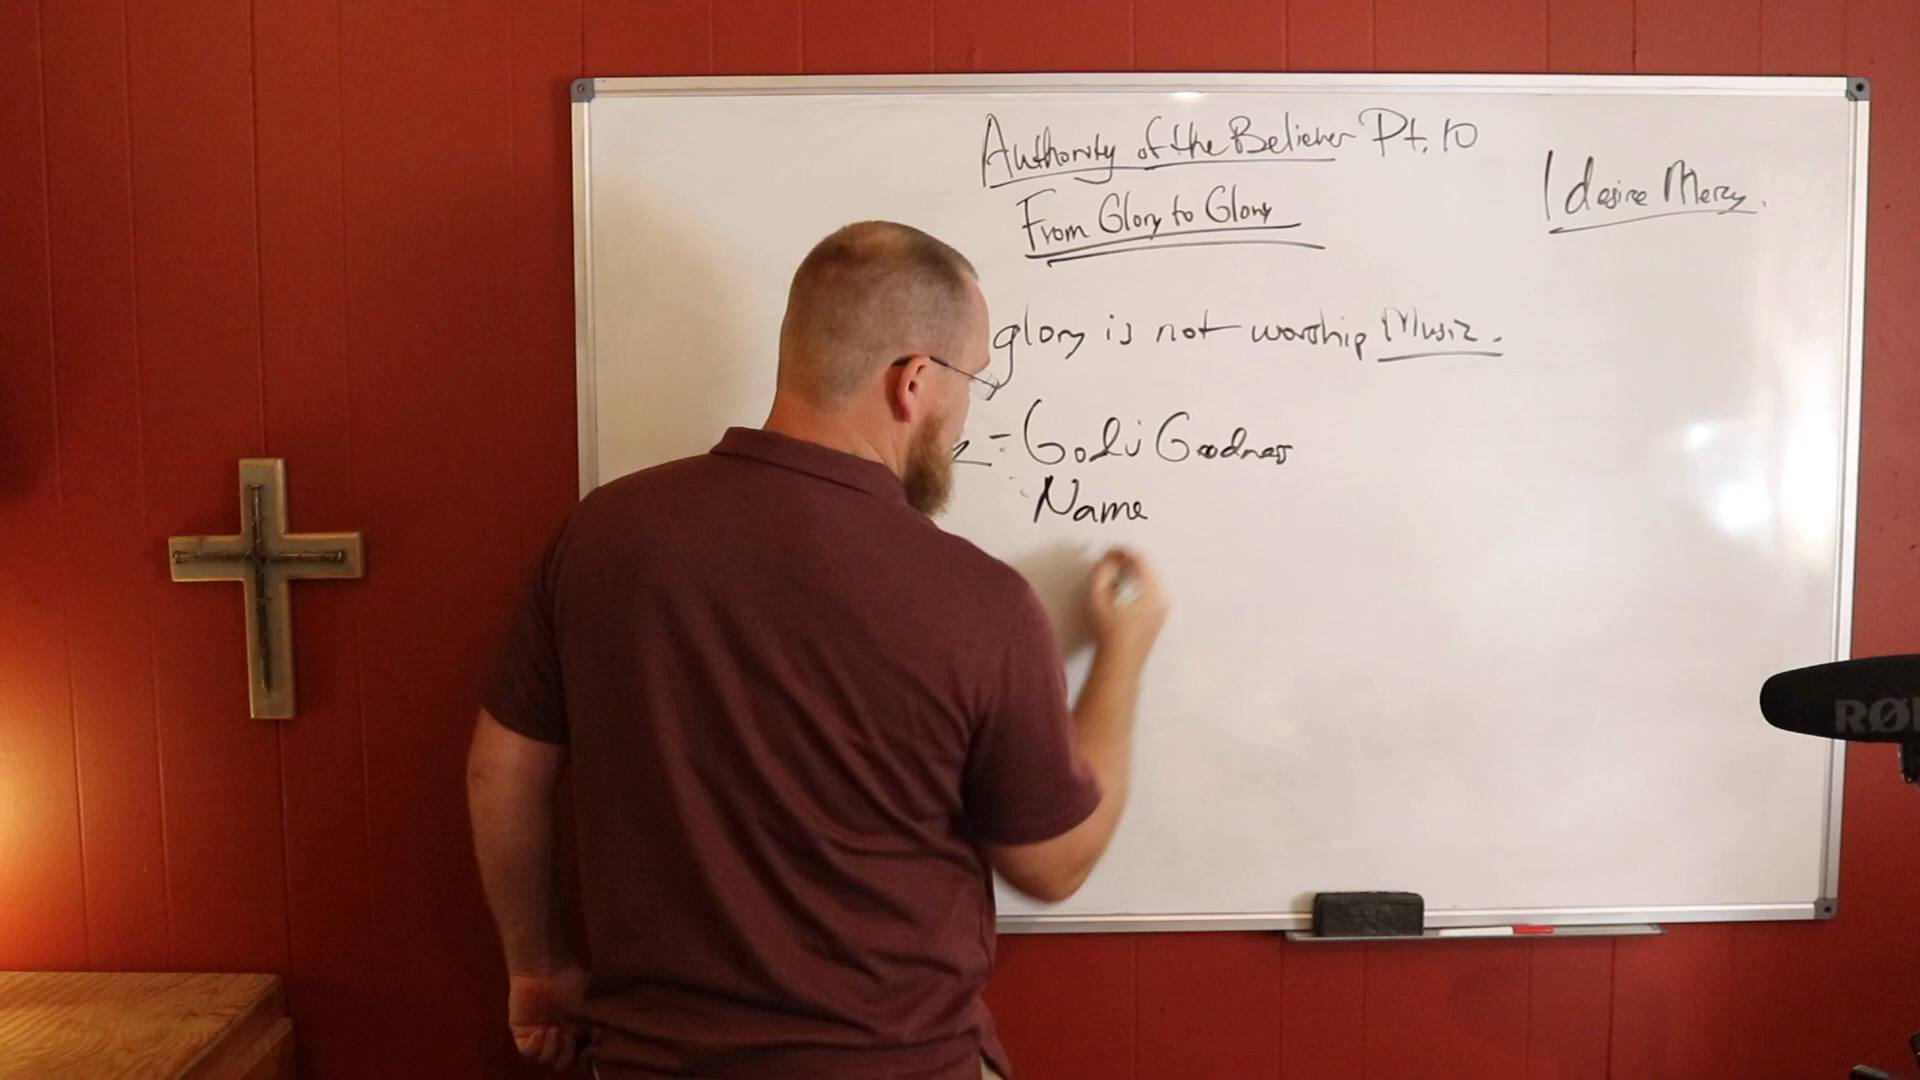 Authority of the Believer Pt. 10
From Glory to Glory
I desire Mercy.
glory is not worship Music.
= God's Goodness
Name
RØ